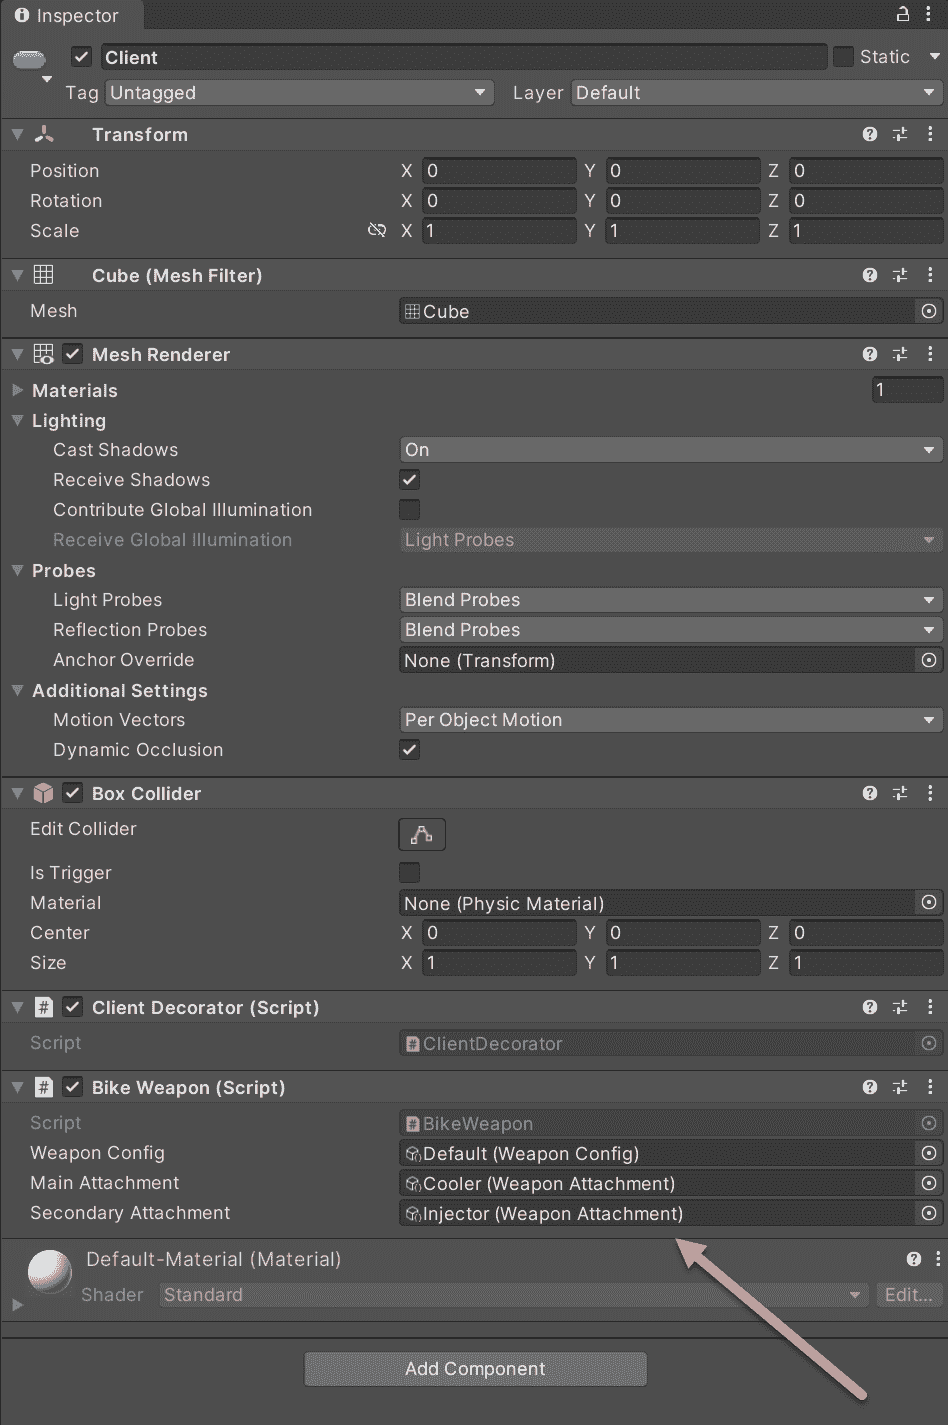 Inspector
Client Static
Tag Untagged Layer Default
Transform
Position X 0 Y 0 Z 0
Rotation X 0 Y 0 Z 0
Scale X 1 Y 1 Z 1
Cube (Mesh Filter)
Mesh Cube
Mesh Renderer
Materials 1
Lighting
Cast Shadows On
Receive Shadows
Contribute Global Illumination
Receive Global Illumination Light Probes
Probes
Light Probes Blend Probes
Reflection Probes Blend Probes
Anchor Override None (Transform)
Additional Settings
Motion Vectors Per Object Motion
Dynamic Occlusion
Box Collider
Edit Collider
Is Trigger
Material None (Physic Material)
Center X 0 Y 0 Z 0
Size X 1 Y 1 Z 1
# Client Decorator (Script)
Script # ClientDecorator
# Bike Weapon (Script)
Script # BikeWeapon
Weapon Config Default (Weapon Config)
Main Attachment Cooler (Weapon Attachment)
Secondary Attachment Injector (Weapon Attachment)
Default-Material (Material)
Shader Standard Edit...
Add Component